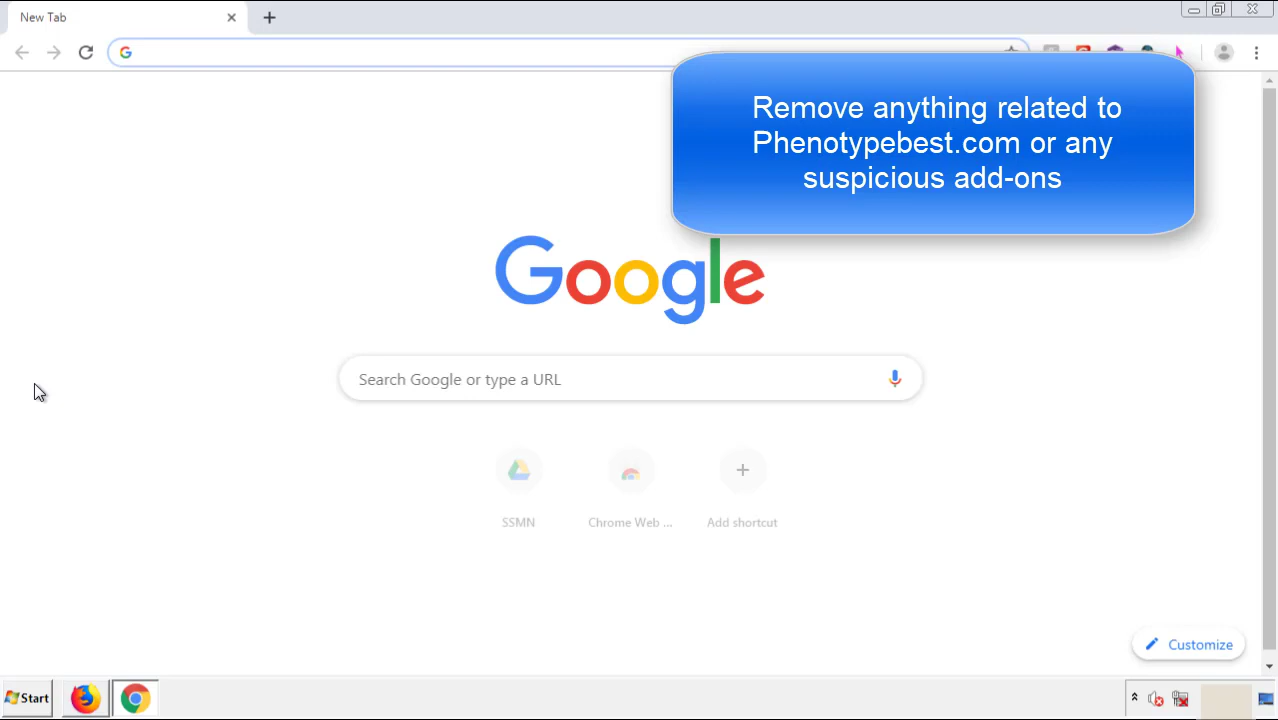 New Tab
Remove anything related to
Phenotypebest.com or any
suspicious add-ons
Google
Search Google or type a URL
SSMN
Chrome Web ...
Add shortcut
Customize
Start